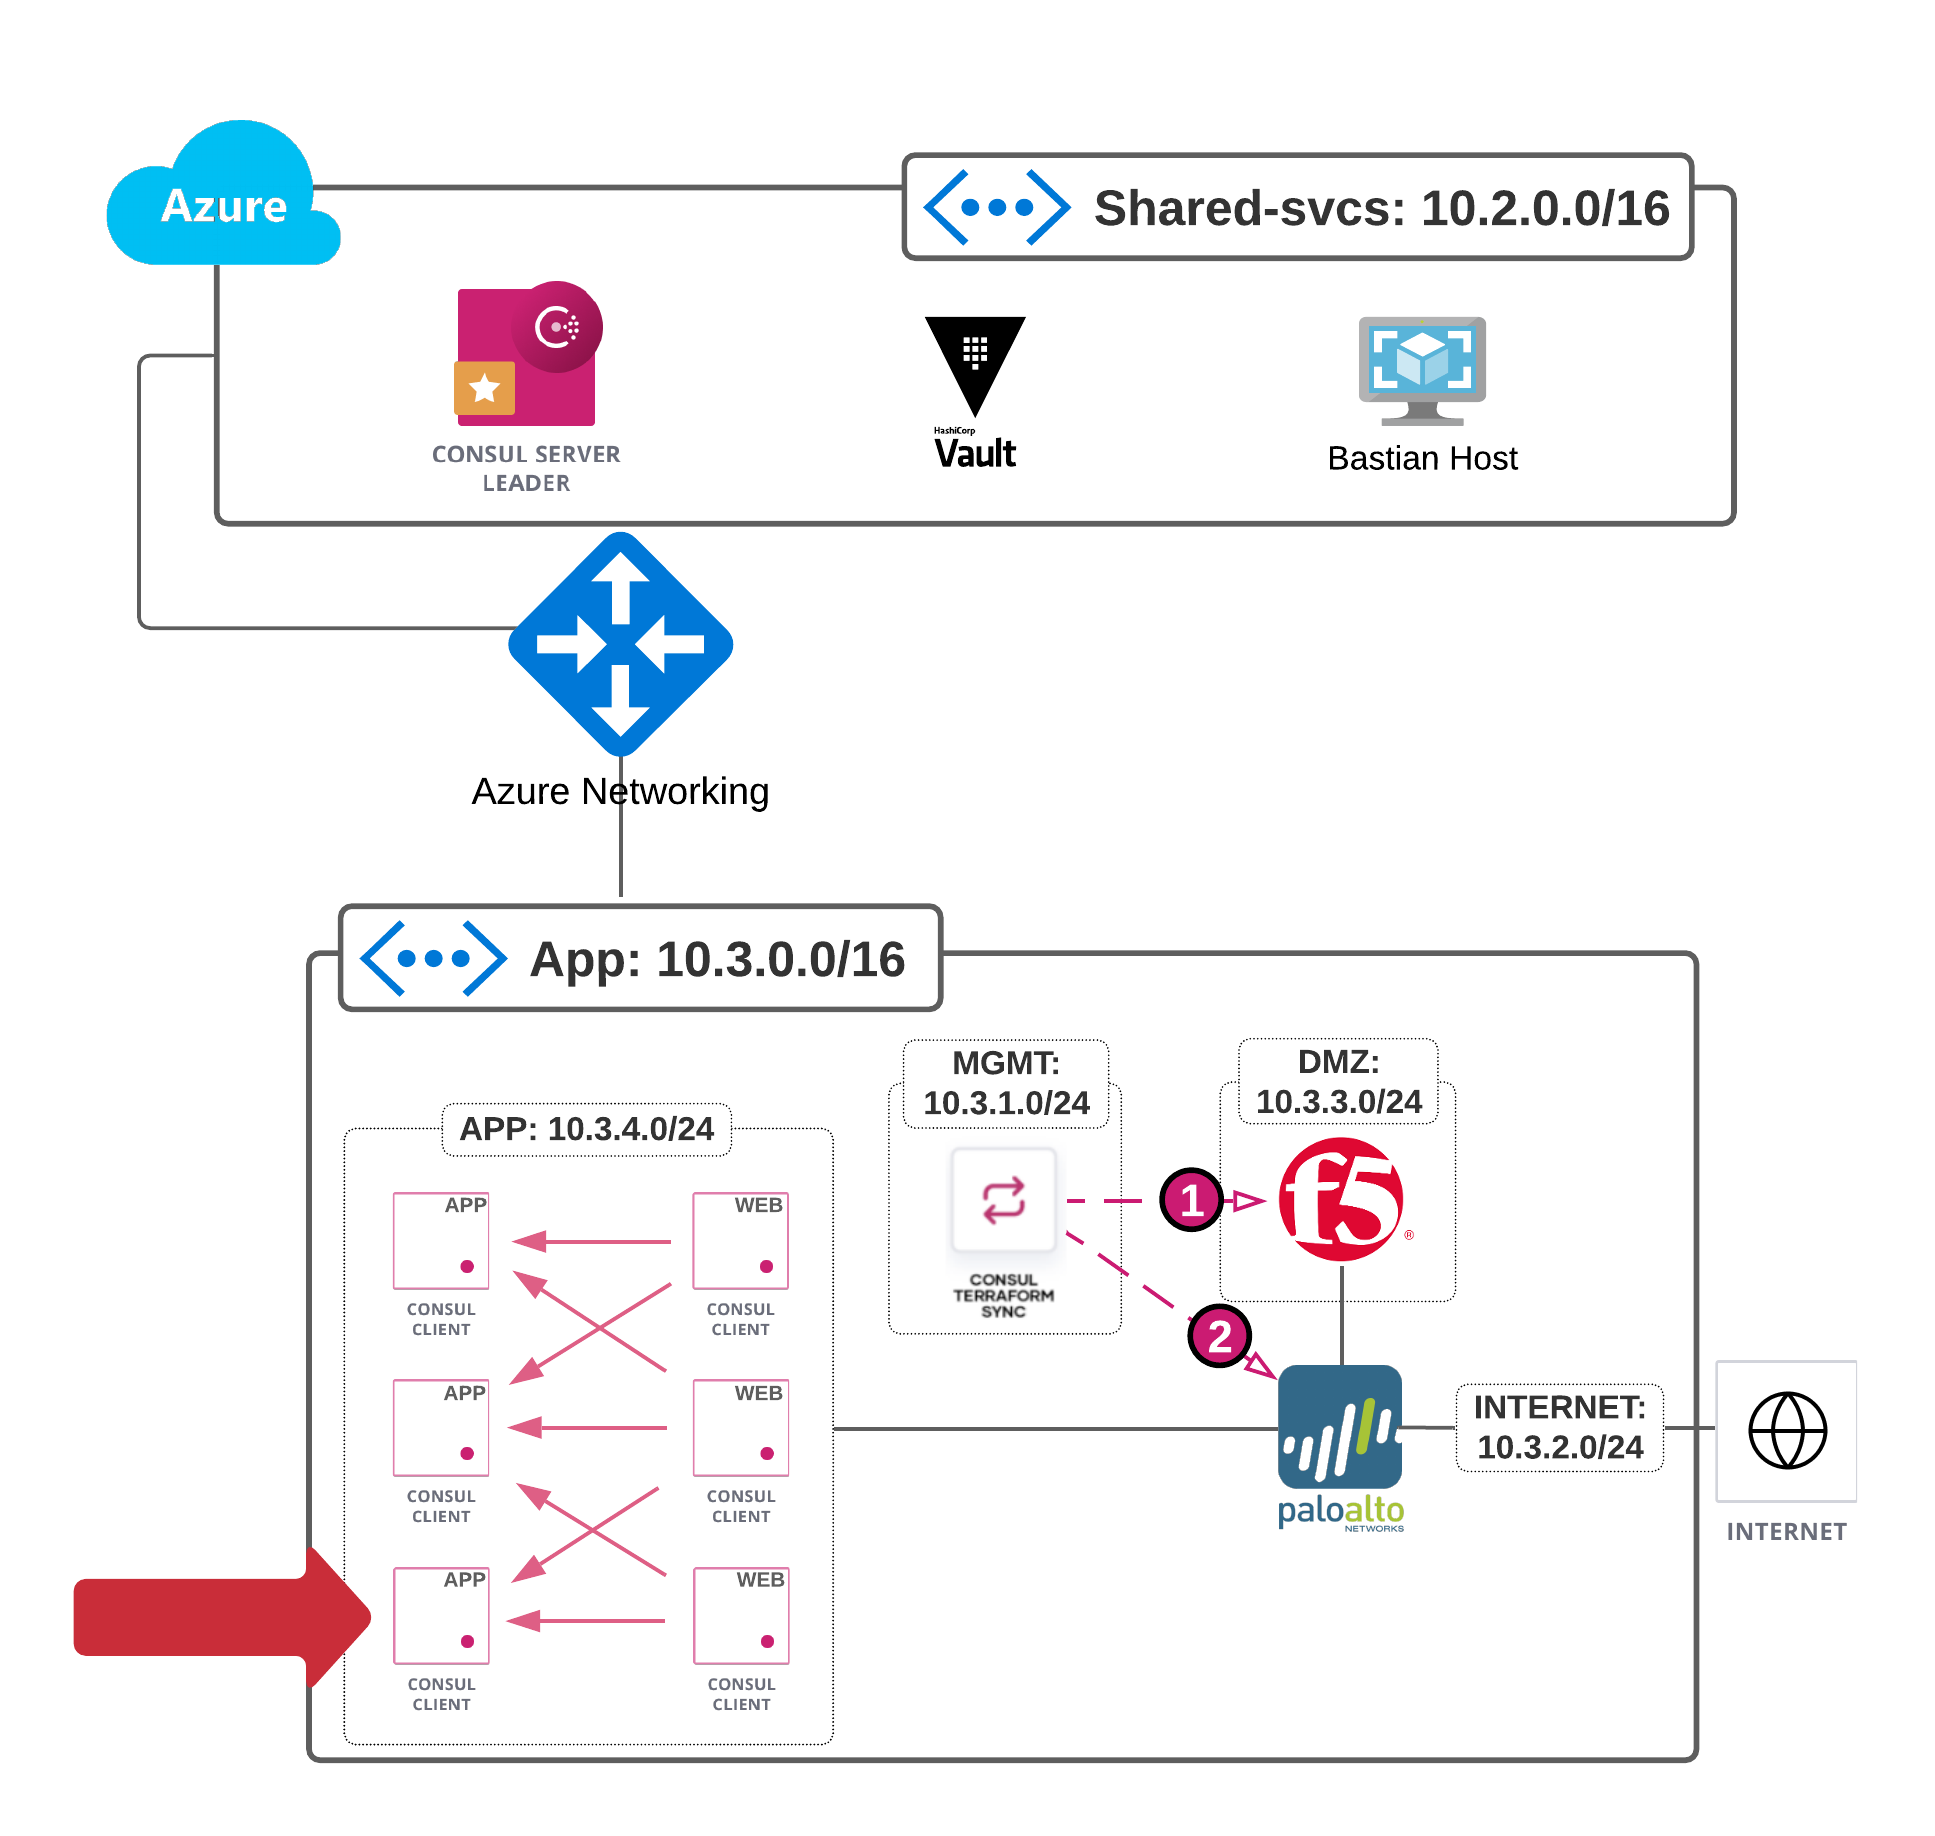 Azure
Shared-svcs: 10.2.0.0/16
CONSUL SERVER
LEADER
HashiCorp
Vault
Bastian Host
Azure Networking
App: 10.3.0.0/16
MGMT:
10.3.1.0/24
DMZ:
10.3.3.0/24
APP: 10.3.4.0/24
APP
WEB
CONSUL
CLIENT
CONSUL
CLIENT
1
f5
®
CONSUL
TERRAFORM
SYNC
2
APP
WEB
CONSUL
CLIENT
CONSUL
CLIENT
paloalto
NETWORKS
INTERNET:
10.3.2.0/24
INTERNET
APP
WEB
CONSUL
CLIENT
CONSUL
CLIENT